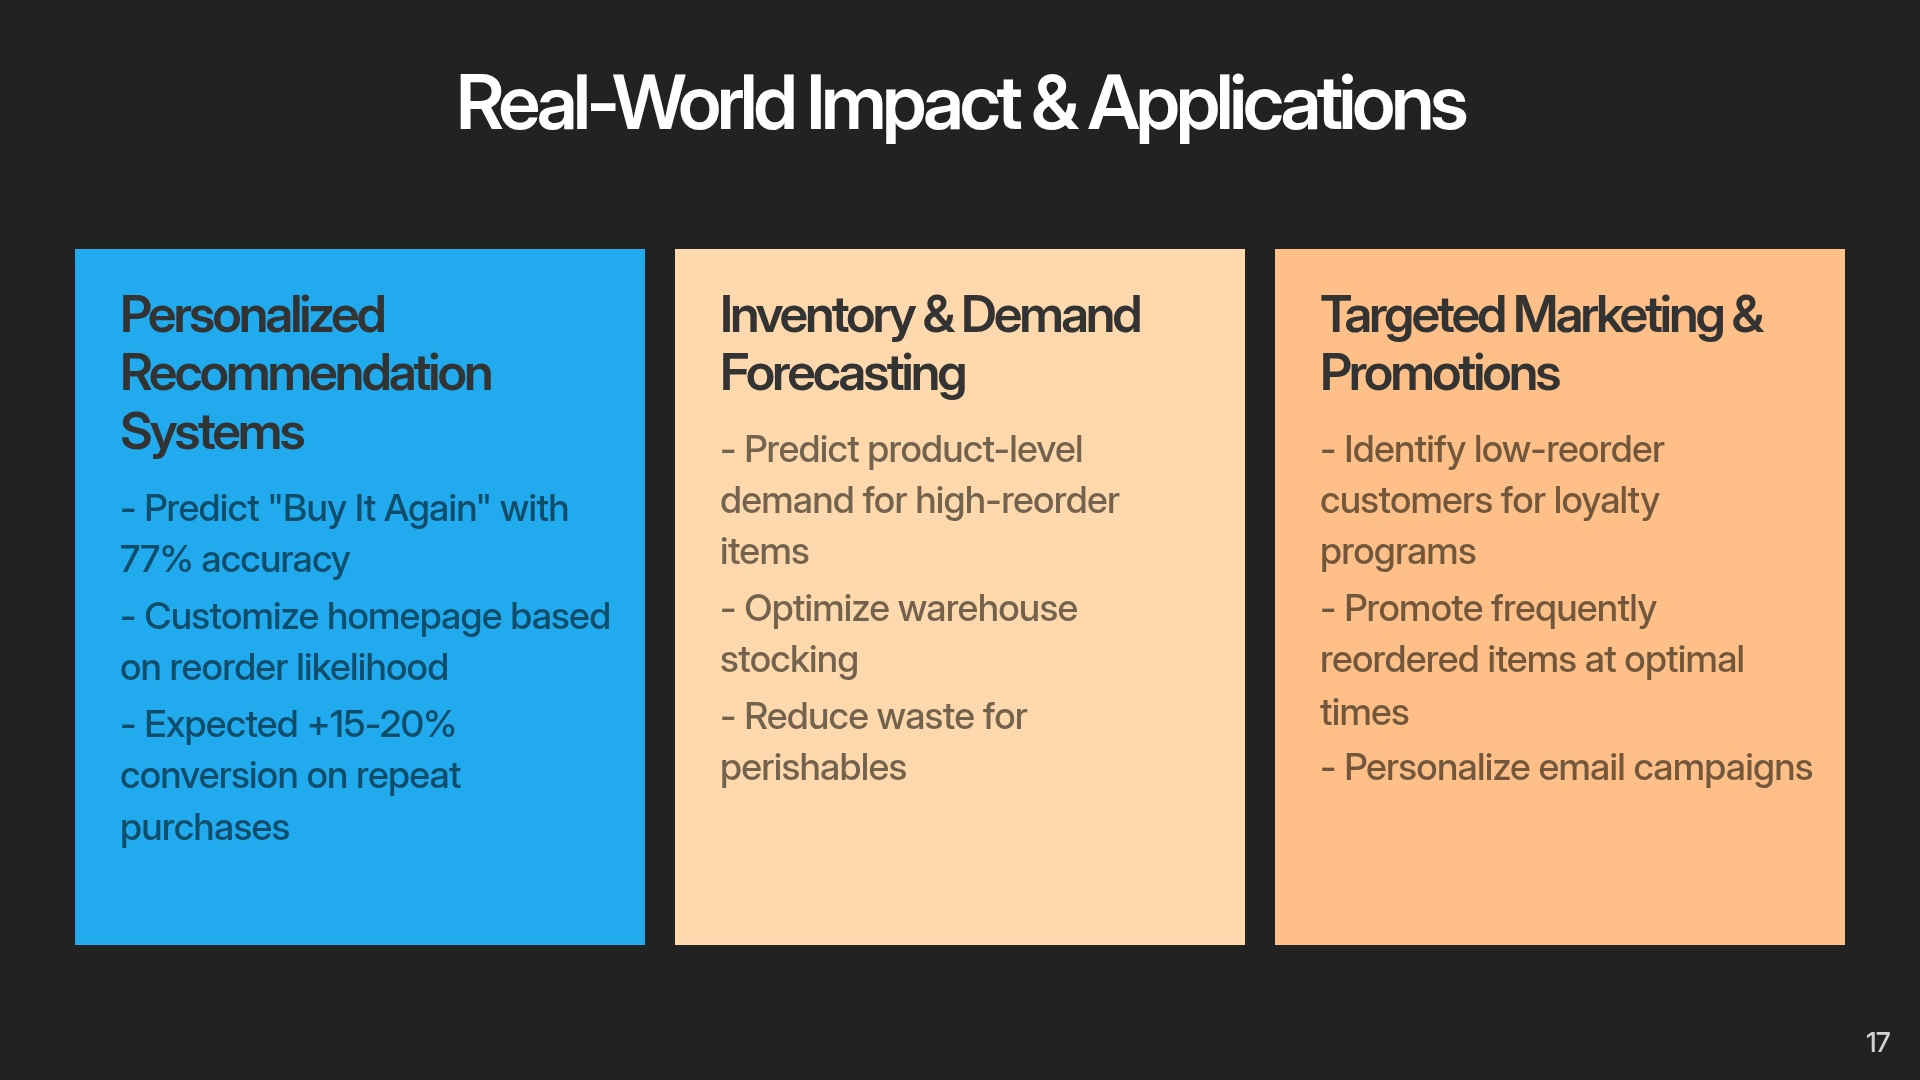 Real-World Impact & Applications
Personalized
Recommendation
Systems
- Predict "Buy It Again" with
77% accuracy
- Customize homepage based
on reorder likelihood
- Expected +15-20%
conversion on repeat
purchases
Inventory & Demand
Forecasting
- Predict product-level
demand for high-reorder
items
- Optimize warehouse
stocking
- Reduce waste for
perishables
Targeted Marketing &
Promotions
- Identify low-reorder
customers for loyalty
programs
- Promote frequently
reordered items at optimal
times
- Personalize email campaigns
17